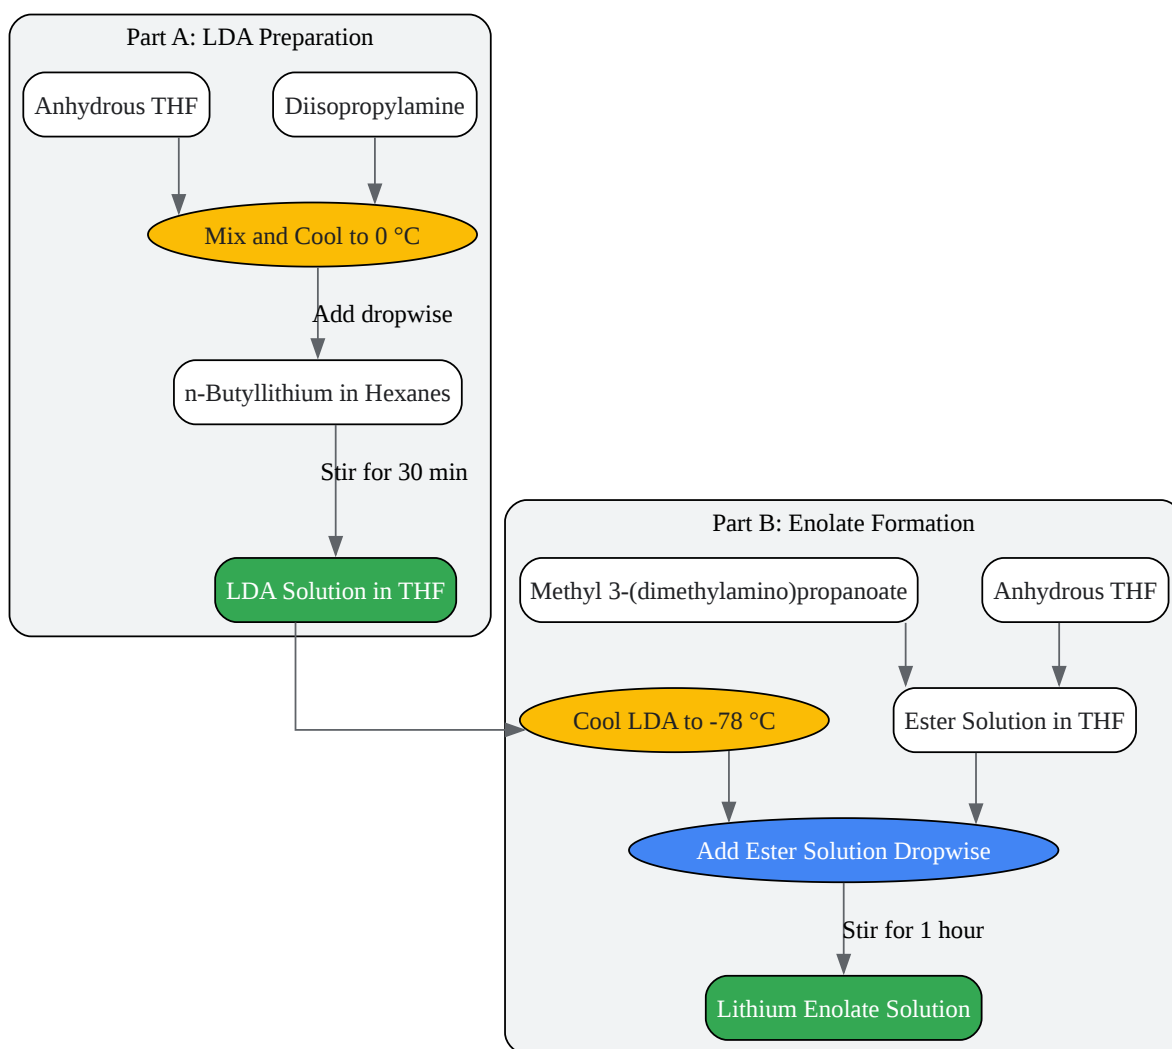 Part A: LDA Preparation
Anhydrous THF
Diisopropylamine
Mix and Cool to 0 °C
Add dropwise
n-Butyllithium in Hexanes
Stir for 30 min
LDA Solution in THF
Part B: Enolate Formation
Methyl 3-(dimethylamino)propanoate
Anhydrous THF
Cool LDA to -78 °C
Ester Solution in THF
Add Ester Solution Dropwise
Stir for 1 hour
Lithium Enolate Solution